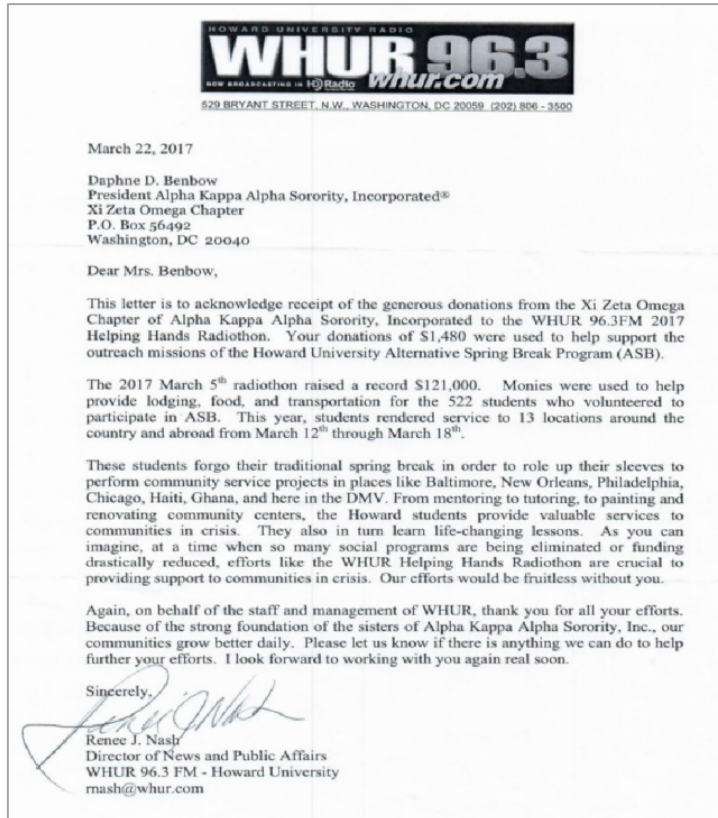 HOWARD UNIVERSITY RADIO
WHUR 96.3
NOW BROADCASTING IN HD Radio whur.com
529 BRYANT STREET, N.W., WASHINGTON, DC 20059 (202) 806 - 3500
March 22, 2017
Daphne D. Benbow
President Alpha Kappa Alpha Sorority, Incorporated®
Xi Zeta Omega Chapter
P.O. Box 56492
Washington, DC 20040
Dear Mrs. Benbow,
This letter is to acknowledge receipt of the generous donations from the Xi Zeta Omega
Chapter of Alpha Kappa Alpha Sorority, Incorporated to the WHUR 96.3FM 2017
Helping Hands Radiothon. Your donations of $1,480 were used to help support the
outreach missions of the Howard University Alternative Spring Break Program (ASB).
The 2017 March 5th radiothon raised a record $121,000. Monies were used to help
provide lodging, food, and transportation for the 522 students who volunteered to
participate in ASB. This year, students rendered service to 13 locations around the
country and abroad from March 12th through March 18th.
These students forgo their traditional spring break in order to role up their sleeves to
perform community service projects in places like Baltimore, New Orleans, Philadelphia,
Chicago, Haiti, Ghana, and here in the DMV. From mentoring to tutoring, to painting and
renovating community centers, the Howard students provide valuable services to
communities in crisis. They also in turn learn life-changing lessons. As you can
imagine, at a time when so many social programs are being eliminated or funding
drastically reduced, efforts like the WHUR Helping Hands Radiothon are crucial to
providing support to communities in crisis. Our efforts would be fruitless without you.
Again, on behalf of the staff and management of WHUR, thank you for all your efforts.
Because of the strong foundation of the sisters of Alpha Kappa Alpha Sorority, Inc., our
communities grow better daily. Please let us know if there is anything we can do to help
further your efforts. I look forward to working with you again real soon.
Sincerely,
Renee J. Nash
Renee J. Nash
Director of News and Public Affairs
WHUR 96.3 FM - Howard University
rnash@whur.com